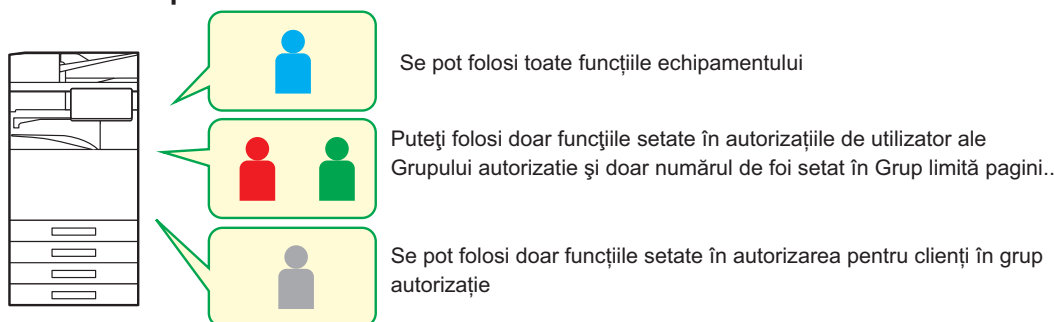 Se pot folosi toate funcțiile echipamentului
Puteţi folosi doar funcţiile setate în autorizațiile de utilizator ale
Grupului autorizatie şi doar numărul de foi setat în Grup limită pagini..
Se pot folosi doar funcțiile setate în autorizarea pentru clienți în grup
autorizație